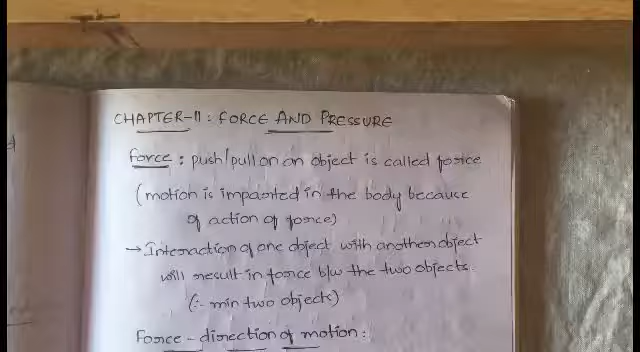 CHAPTER-11: FORCE AND PRESSURE
Force: push/pull on an object is called force
(motion is imparted in the body because
of action of force)
→ Interaction of one object with another object
will result in force b/w the two objects.
(∴ min two objects)
Force - direction of motion: